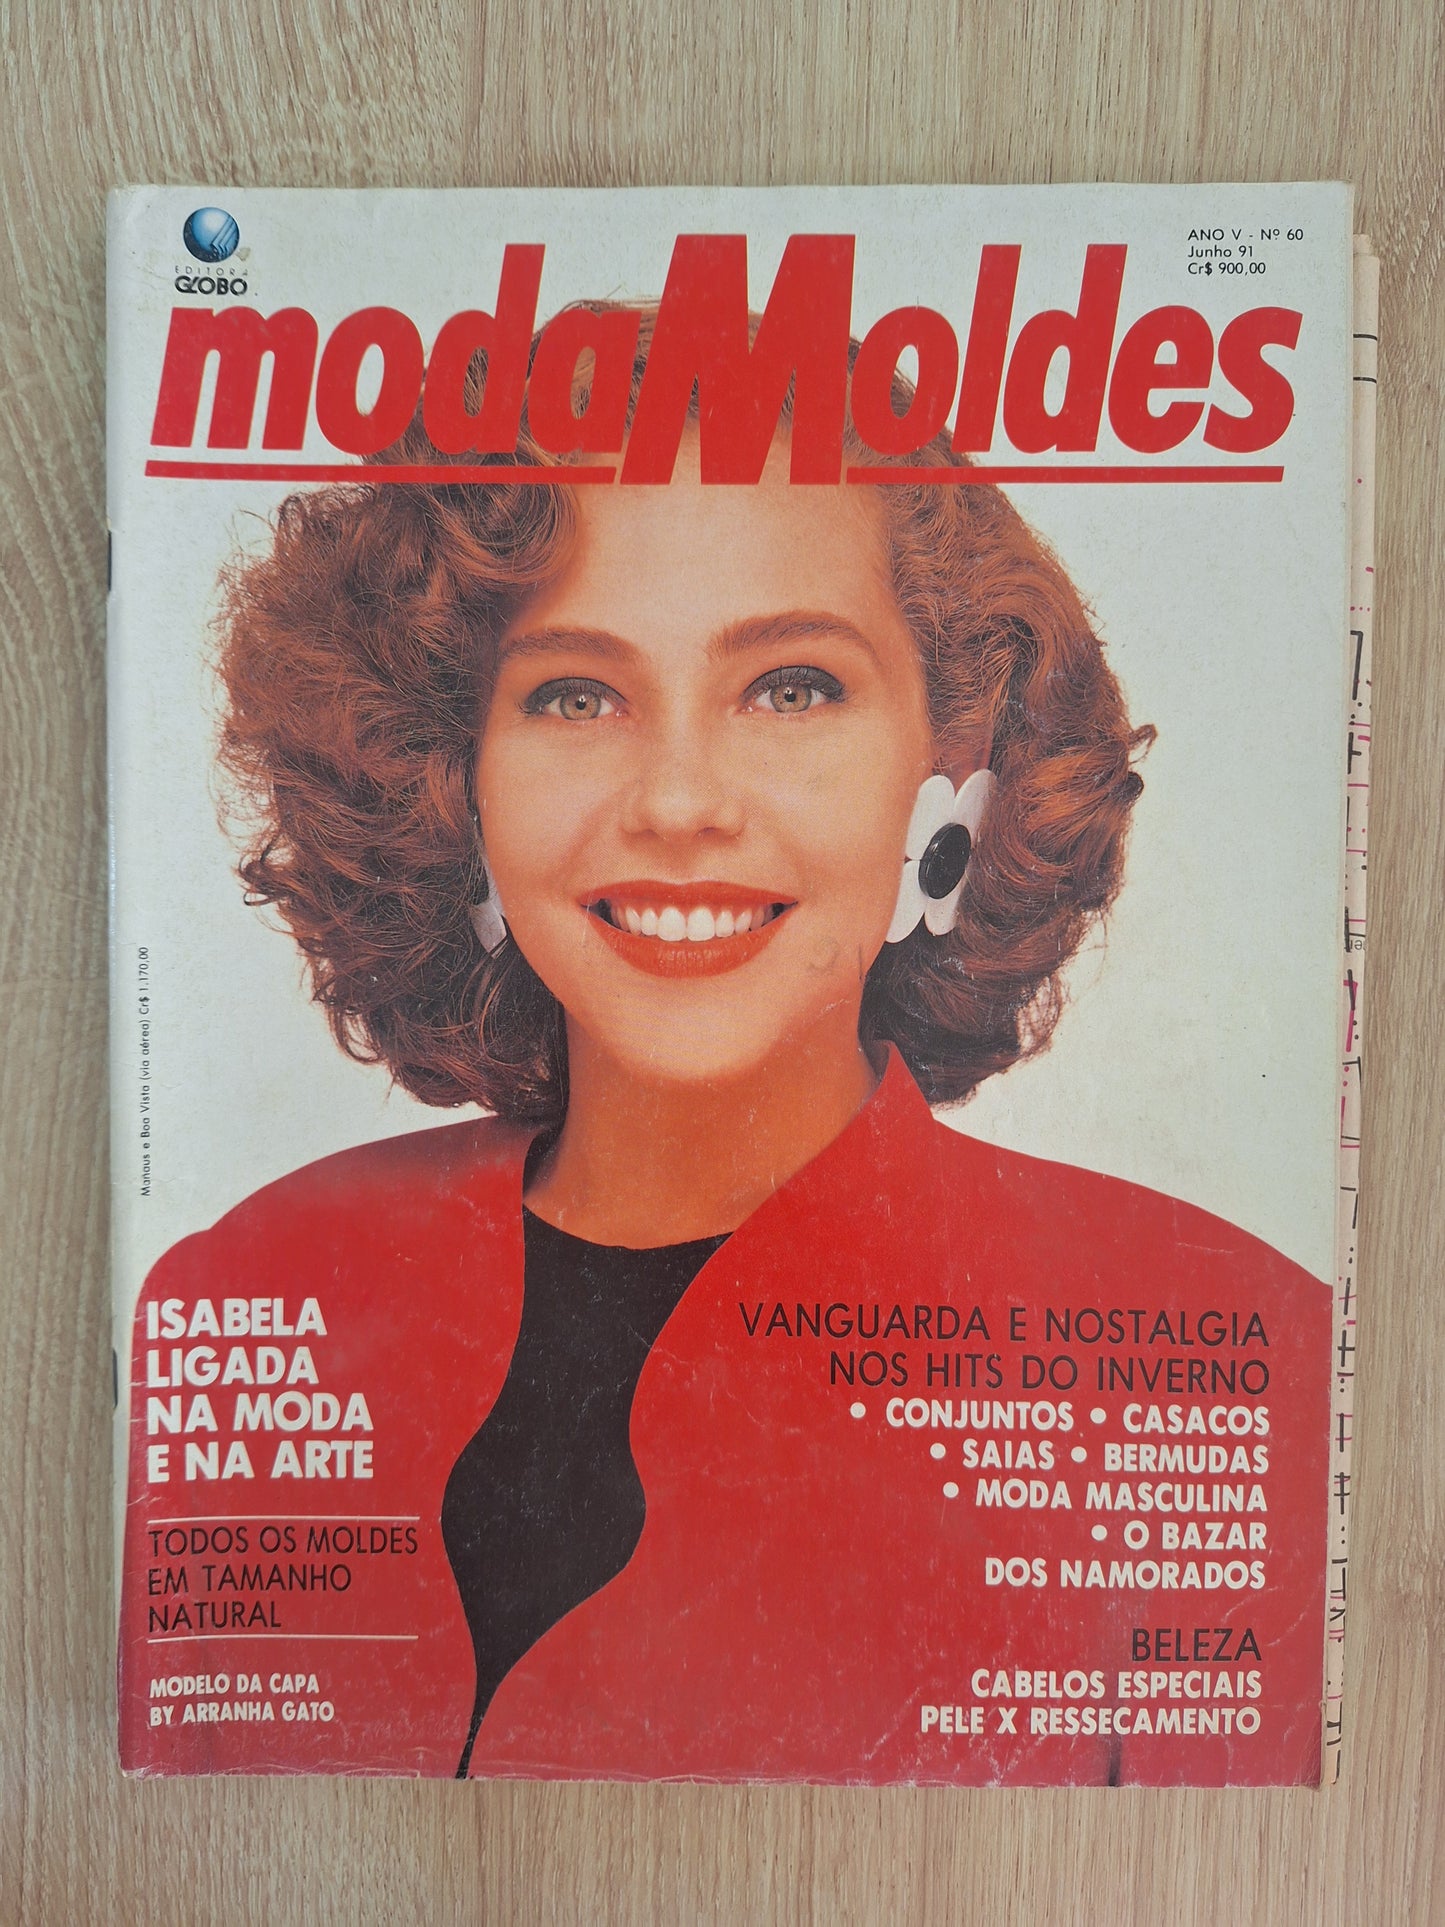 EDITORA
GLOBO
ANO V - Nº 60
Junho 91
Cr$ 900,00
modaMoldes
Manaus e Boa Vista (via aérea) Cr$ 1.170,00
ISABELA
LIGADA
NA MODA
E NA ARTE
TODOS OS MOLDES
EM TAMANHO
NATURAL
MODELO DA CAPA
BY ARRANHA GATO
VANGUARDA E NOSTALGIA
NOS HITS DO INVERNO
• CONJUNTOS • CASACOS
• SAIAS • BERMUDAS
• MODA MASCULINA
• O BAZAR
DOS NAMORADOS
BELEZA
CABELOS ESPECIAIS
PELE X RESSECAMENTO